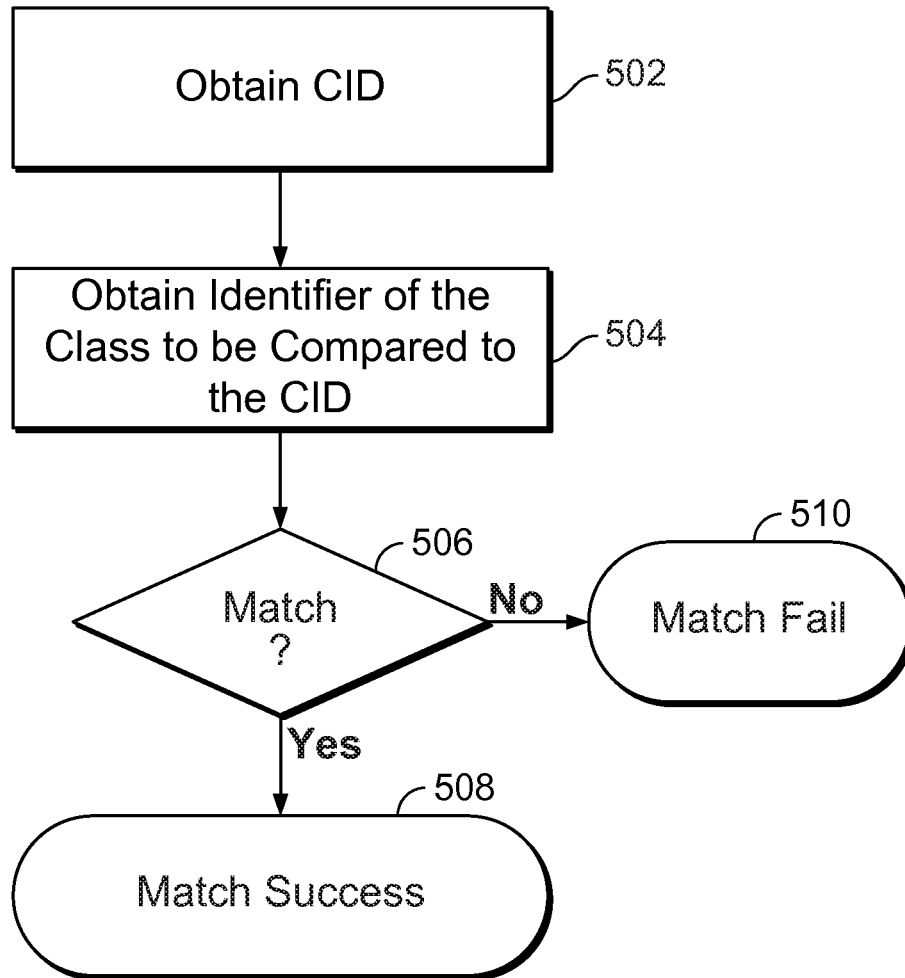 Obtain CID
502
Obtain Identifier of the
Class to be Compared to
the CID
504
506
Match
?
No
510
Match Fail
Yes
508
Match Success